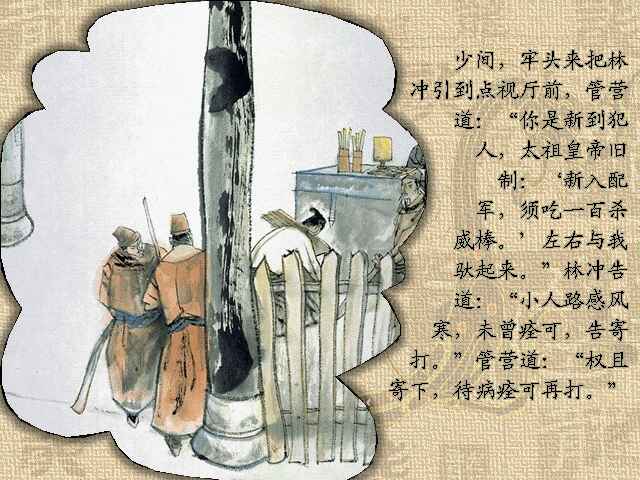 少间，牢头来把林
冲引到点视厅前，管营
道：“你是新到犯
人，太祖皇帝旧
制：‘新入配
军，须吃一百杀
威棒。’左右与我
驮起来。”林冲告
道：“小人路感风
寒，未曾痊可，告寄
打。”管营道：“权且
寄下，待病痊可再打。”